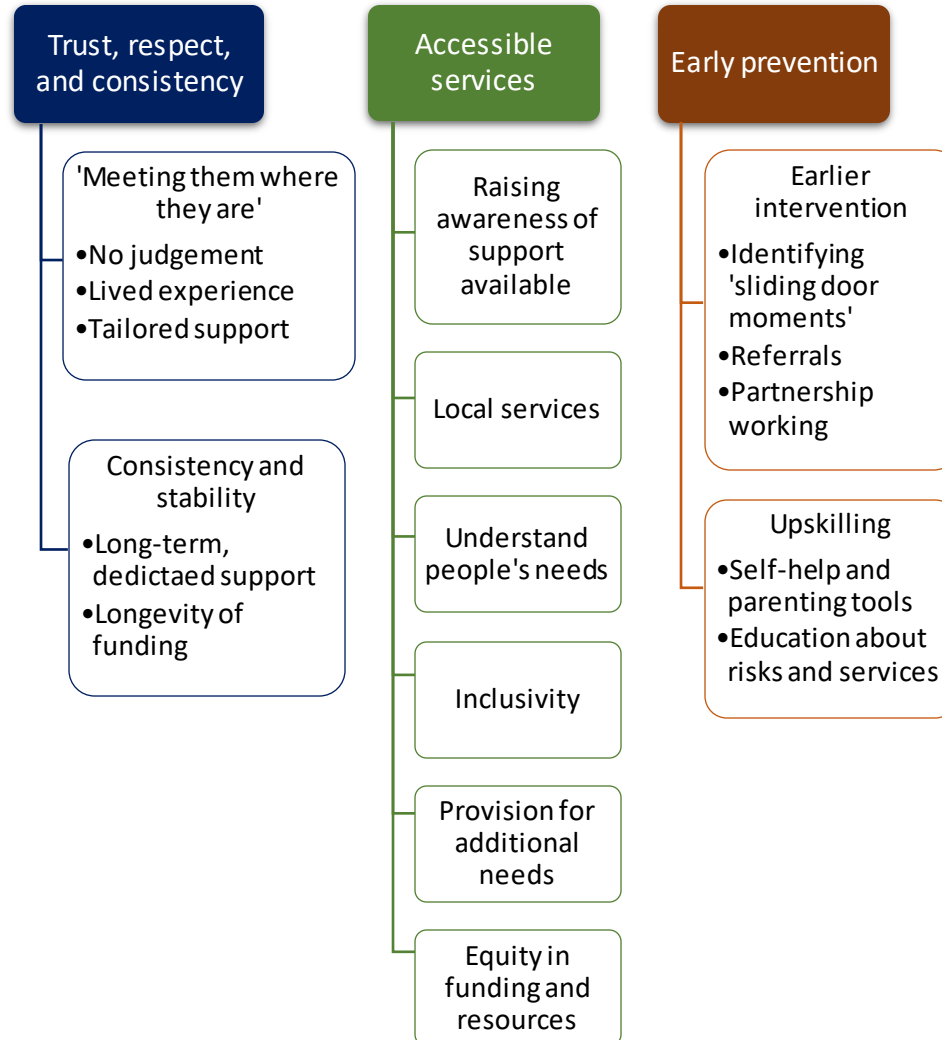 Trust, respect,
and consistency
'Meeting them where
they are'
•No judgement
•Lived experience
•Tailored support
Consistency and
stability
•Long-term,
dedictaed support
•Longevity of
funding
Accessible
services
Raising
awareness of
support
available
Local services
Understand
people's needs
Inclusivity
Provision for
additional
needs
Equity in
funding and
resources
Early prevention
Earlier
intervention
•Identifying
'sliding door
moments'
•Referrals
•Partnership
working
Upskilling
•Self-help and
parenting tools
•Education about
risks and services